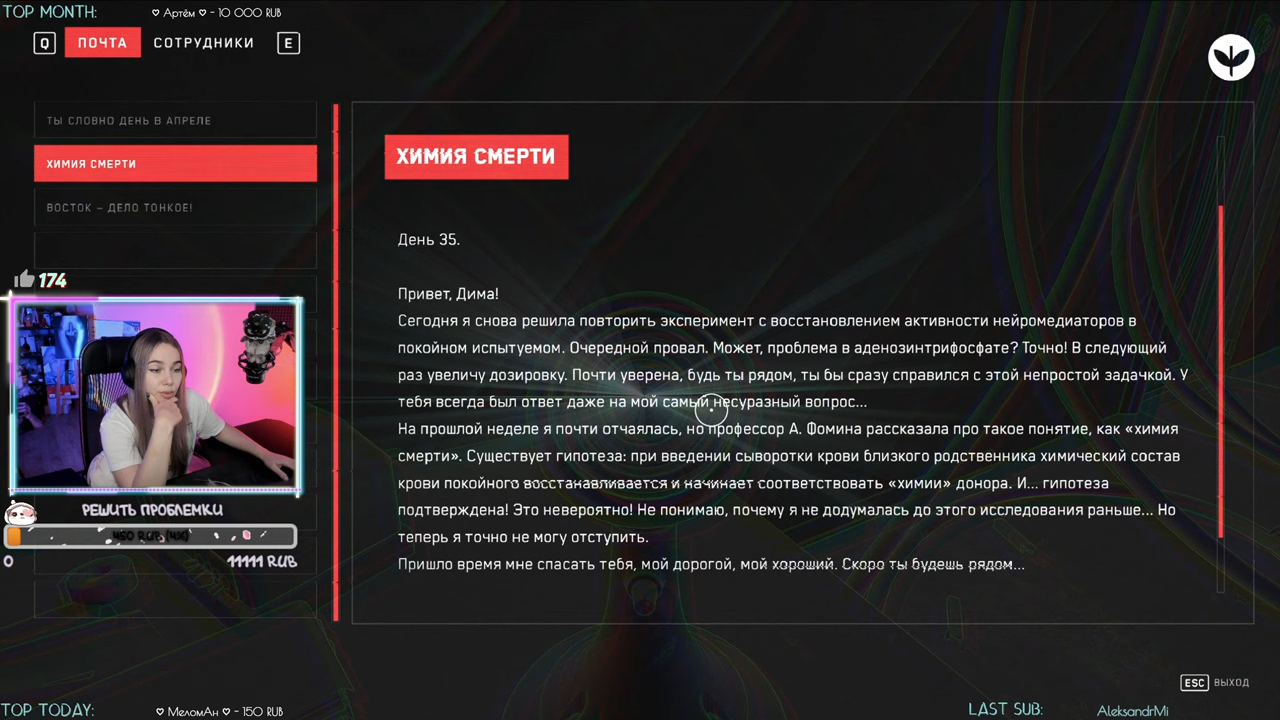 TOP MONTH: ♡ Артём ♡ - 10 000 RUB
Q ПОЧТА СОТРУДНИКИ E
ТЫ СЛОВНО ДЕНЬ В АПРЕЛЕ
ХИМИЯ СМЕРТИ
ВОСТОК – ДЕЛО ТОНКОЕ!
174
РЕШИТЬ ПРОБЛЕМКИ
450 RUB (4%)
0 11111 RUB
ХИМИЯ СМЕРТИ
День 35.
Привет, Дима!
Сегодня я снова решила повторить эксперимент с восстановлением активности нейромедиаторов в
покойном испытуемом. Очередной провал. Может, проблема в аденозинтрифосфате? Точно! В следующий
раз увеличу дозировку. Почти уверена, будь ты рядом, ты бы сразу справился с этой непростой задачкой. У
тебя всегда был ответ даже на мой самый несуразный вопрос...
На прошлой неделе я почти отчаялась, но профессор А. Фомина рассказала про такое понятие, как «химия
смерти». Существует гипотеза: при введении сыворотки крови близкого родственника химический состав
крови покойного восстанавливается и начинает соответствовать «химии» донора. И... гипотеза
подтверждена! Это невероятно! Не понимаю, почему я не додумалась до этого исследования раньше... Но
теперь я точно не могу отступить.
Пришло время мне спасать тебя, мой дорогой, мой хороший. Скоро ты будешь рядом...
ESC ВЫХОД
TOP TODAY: ♡ МеломАн ♡ - 150 RUB
LAST SUB: AleksandrMi